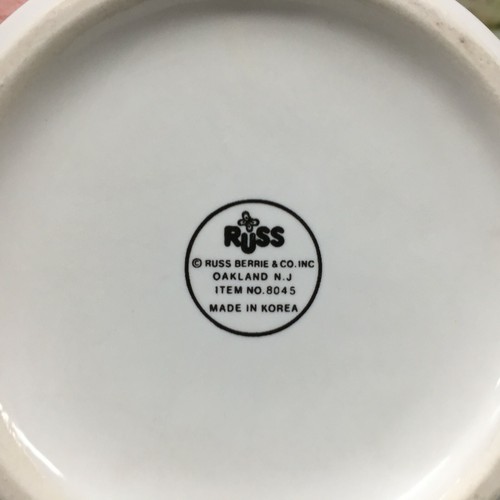 RUSS
© RUSS BERRIE & CO. INC
OAKLAND N. J
ITEM NO. 8045
MADE IN KOREA